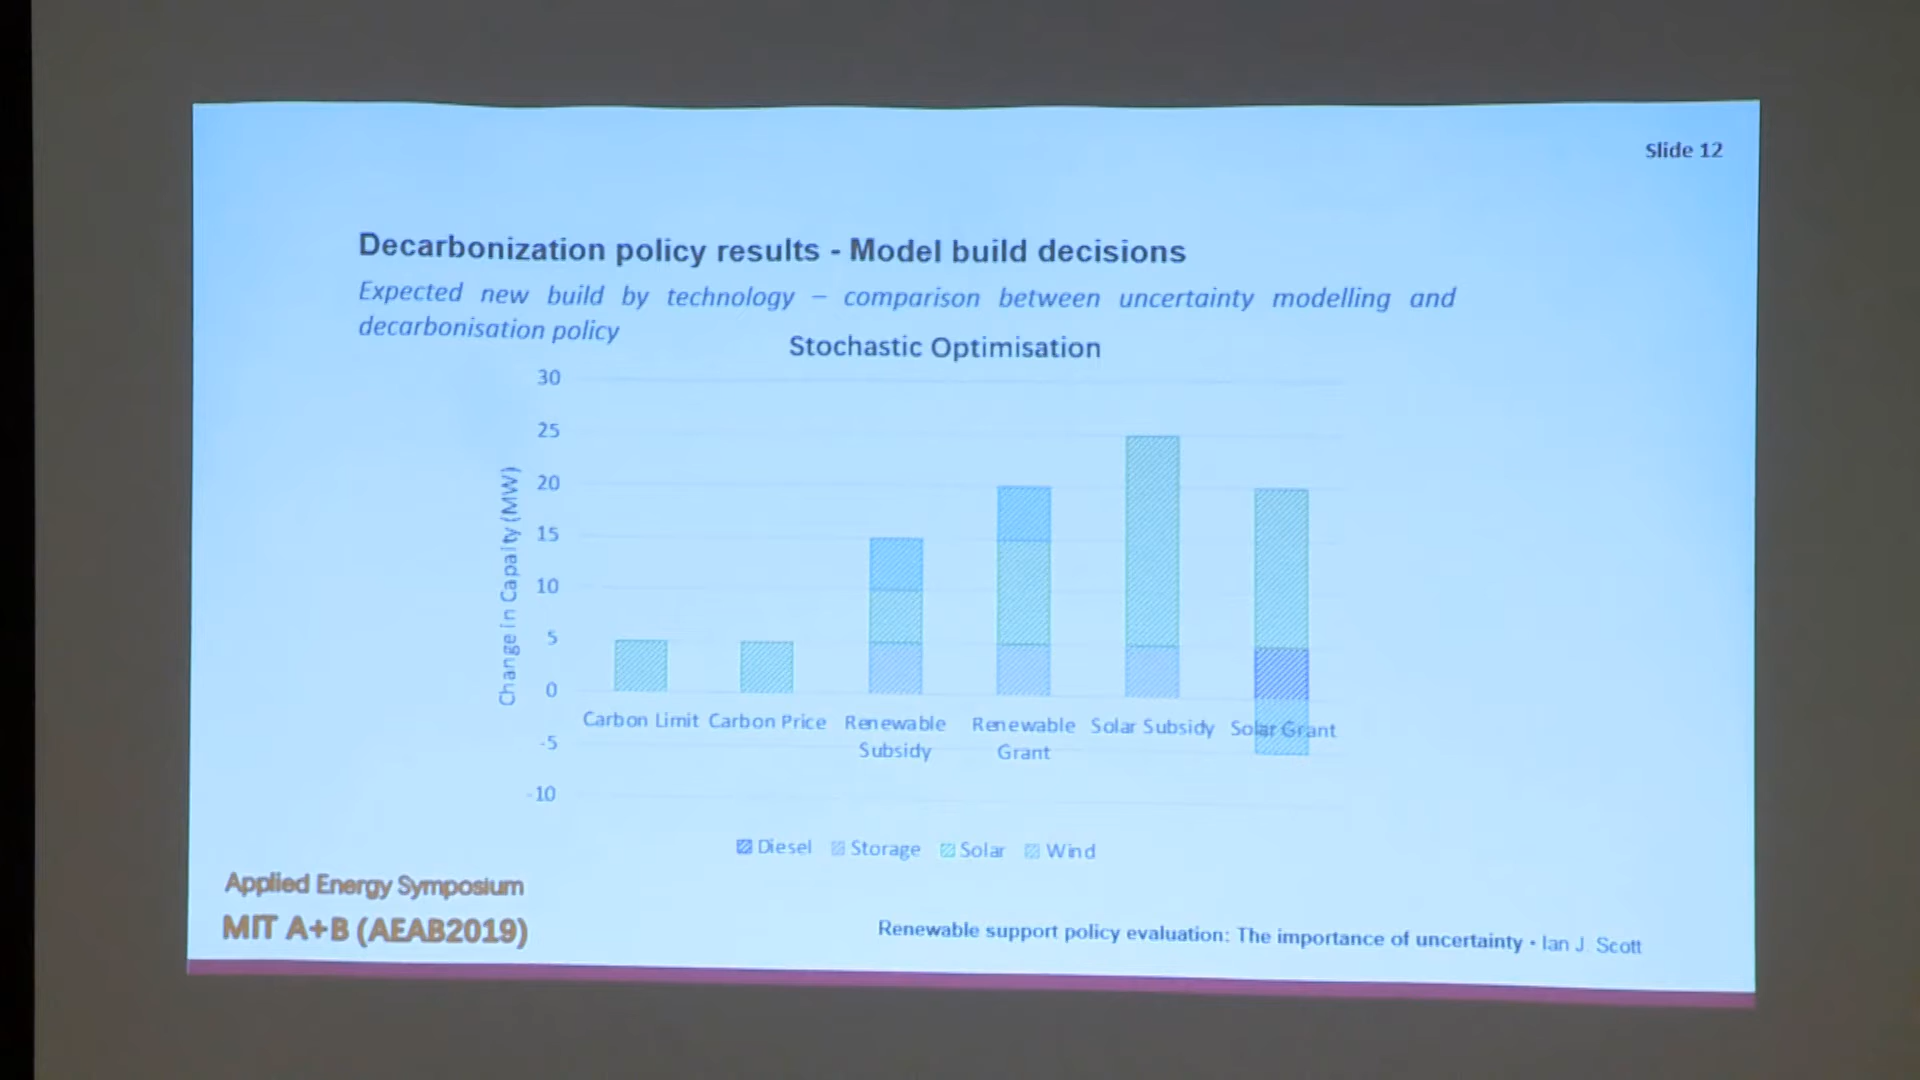 Slide 12
Decarbonization policy results - Model build decisions
Expected new build by technology – comparison between uncertainty modelling and
decarbonisation policy
Stochastic Optimisation
30
25
20
15
10
5
0
-5
-10
Change in Capaity (MW)
Carbon Limit
Carbon Price
Renewable
Subsidy
Renewable
Grant
Solar Subsidy
Solar Grant
Diesel
Storage
Solar
Wind
Applied Energy Symposium
MIT A+B (AEAB2019)
Renewable support policy evaluation: The importance of uncertainty • Ian J. Scott